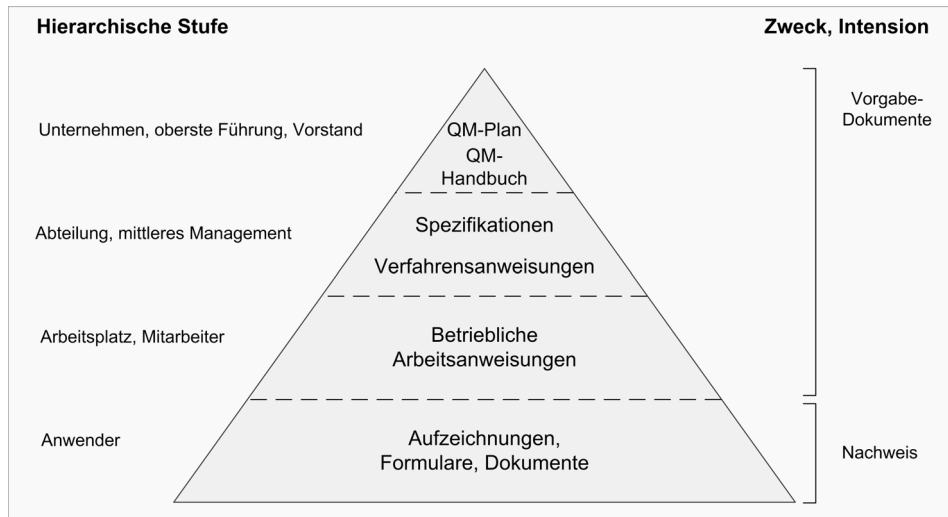 Hierarchische Stufe
Zweck, Intension
Unternehmen, oberste Führung, Vorstand
QM-Plan
QM-
Handbuch
Vorgabe-
Dokumente
Abteilung, mittleres Management
Spezifikationen
Verfahrensanweisungen
Arbeitsplatz, Mitarbeiter
Betriebliche
Arbeitsanweisungen
Anwender
Aufzeichnungen,
Formulare, Dokumente
Nachweis